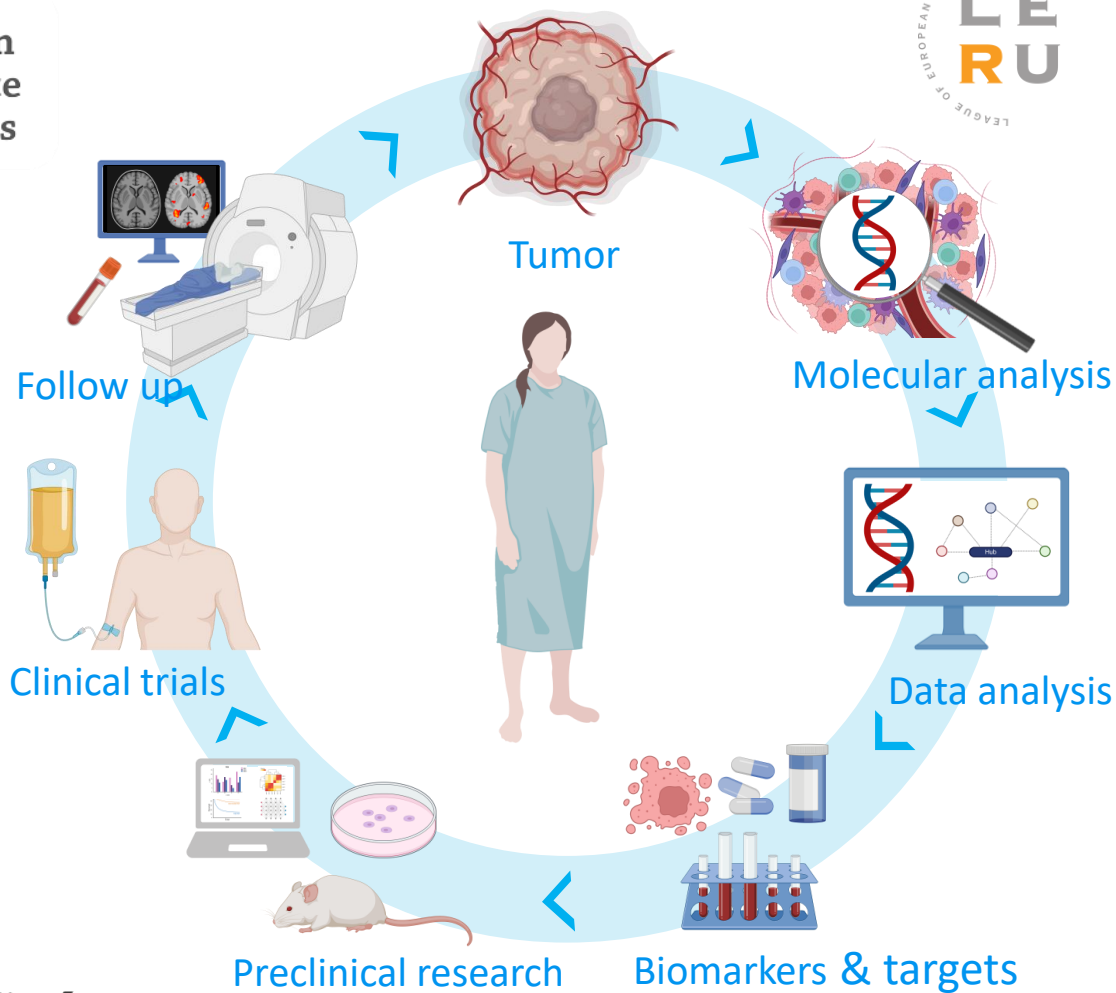 LE
RU
LEAGUE OF EUROPEAN
Tumor
Molecular analysis
Follow up
Hub
Clinical trials
Data analysis
Preclinical research
Biomarkers & targets